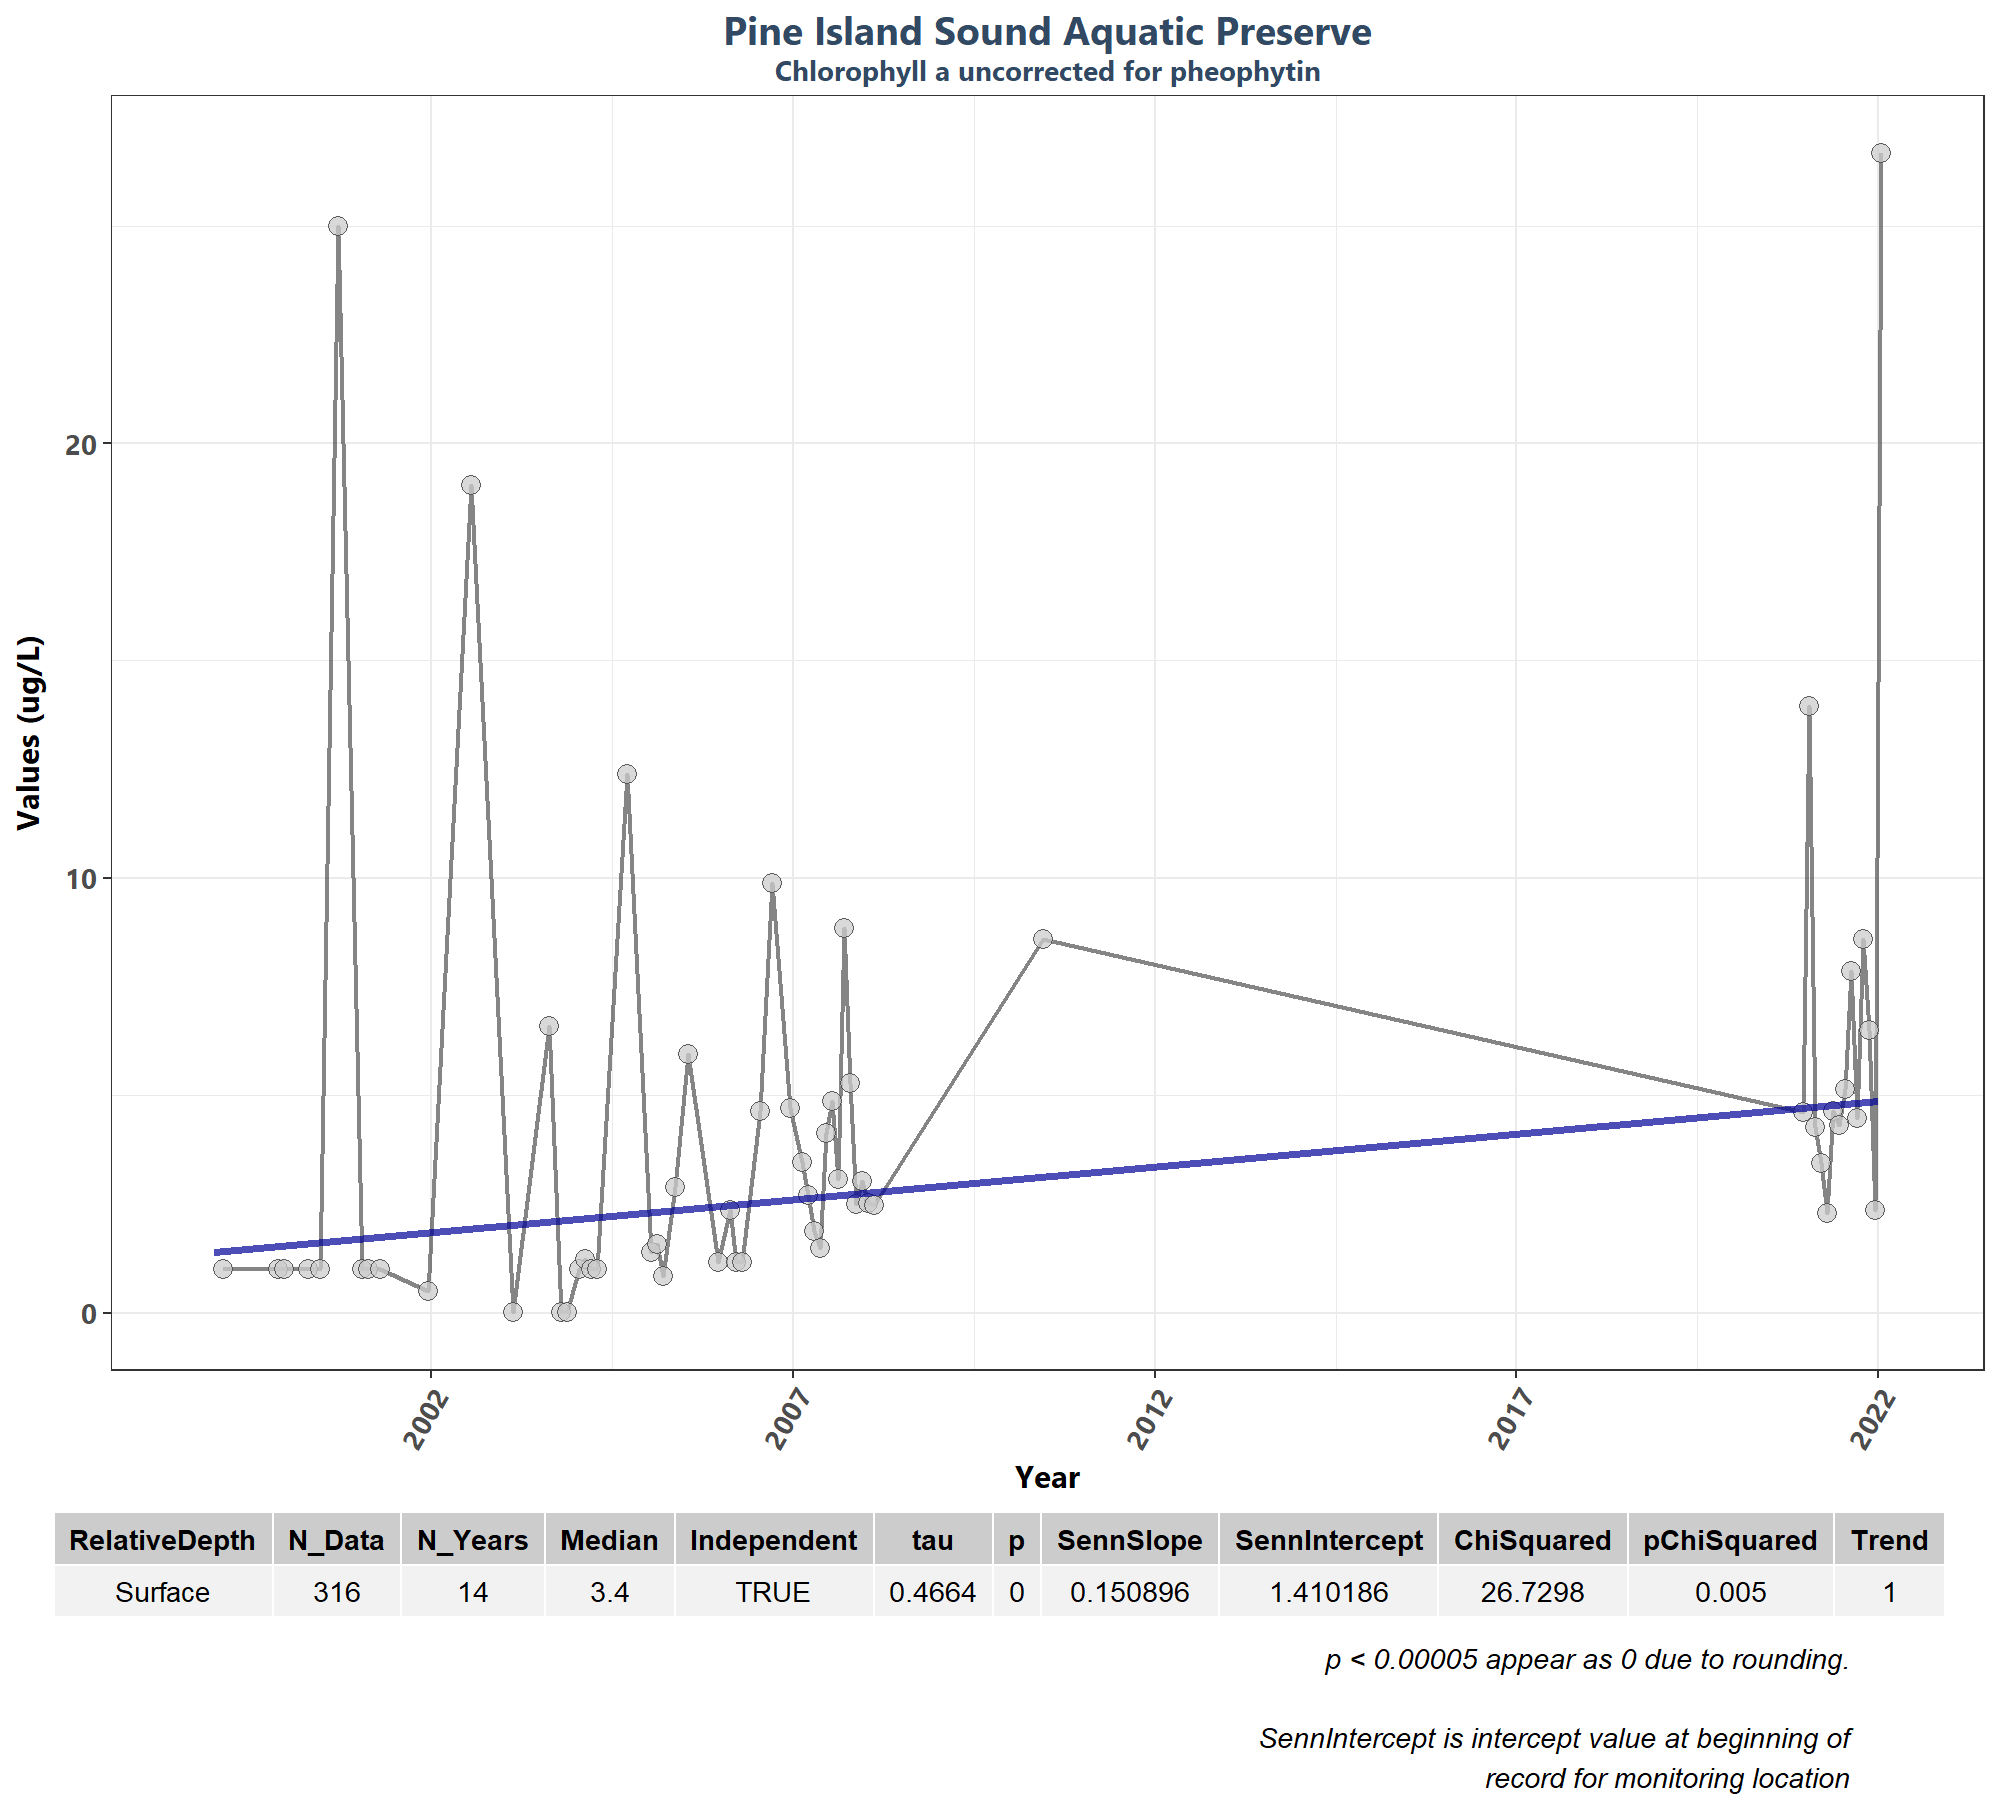 Pine Island Sound Aquatic Preserve
Chlorophyll a uncorrected for pheophytin
Values (ug/L)
20
10
0
2002
2007
2012
2017
2022
Year
RelativeDepth N_Data N_Years Median Independent tau p SennSlope SennIntercept ChiSquared pChiSquared Trend
Surface 316 14 3.4 TRUE 0.4664 0 0.150896 1.410186 26.7298 0.005 1
p < 0.00005 appear as 0 due to rounding.
SennIntercept is intercept value at beginning of
record for monitoring location